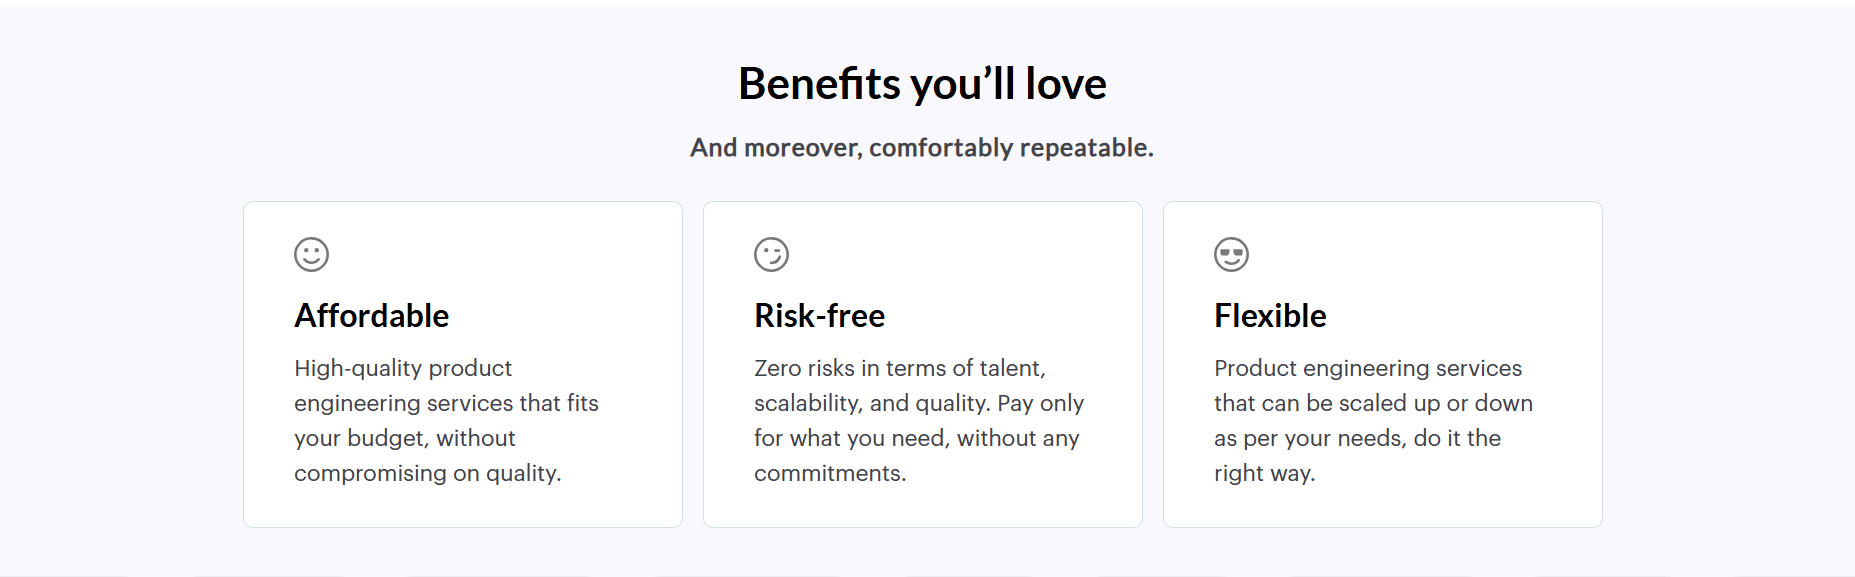 Benefits you’ll love
And moreover, comfortably repeatable.
Affordable
High-quality product
engineering services that fits
your budget, without
compromising on quality.
Risk-free
Zero risks in terms of talent,
scalability, and quality. Pay only
for what you need, without any
commitments.
Flexible
Product engineering services
that can be scaled up or down
as per your needs, do it the
right way.